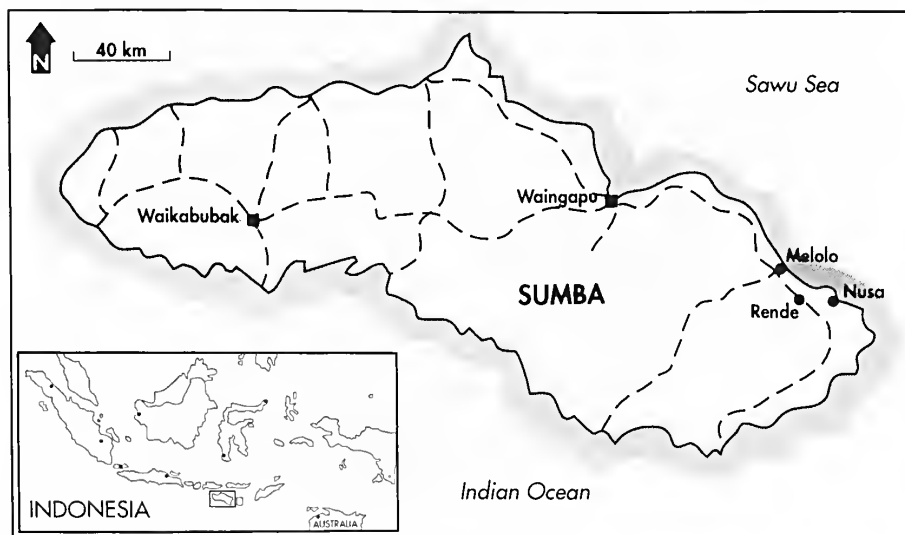 N
40 km
Sawu Sea
Waingapu
Waikabubak
Melolo
SUMBA
Nusa
Rende
Indian Ocean
INDONESIA
AUSTRALIA